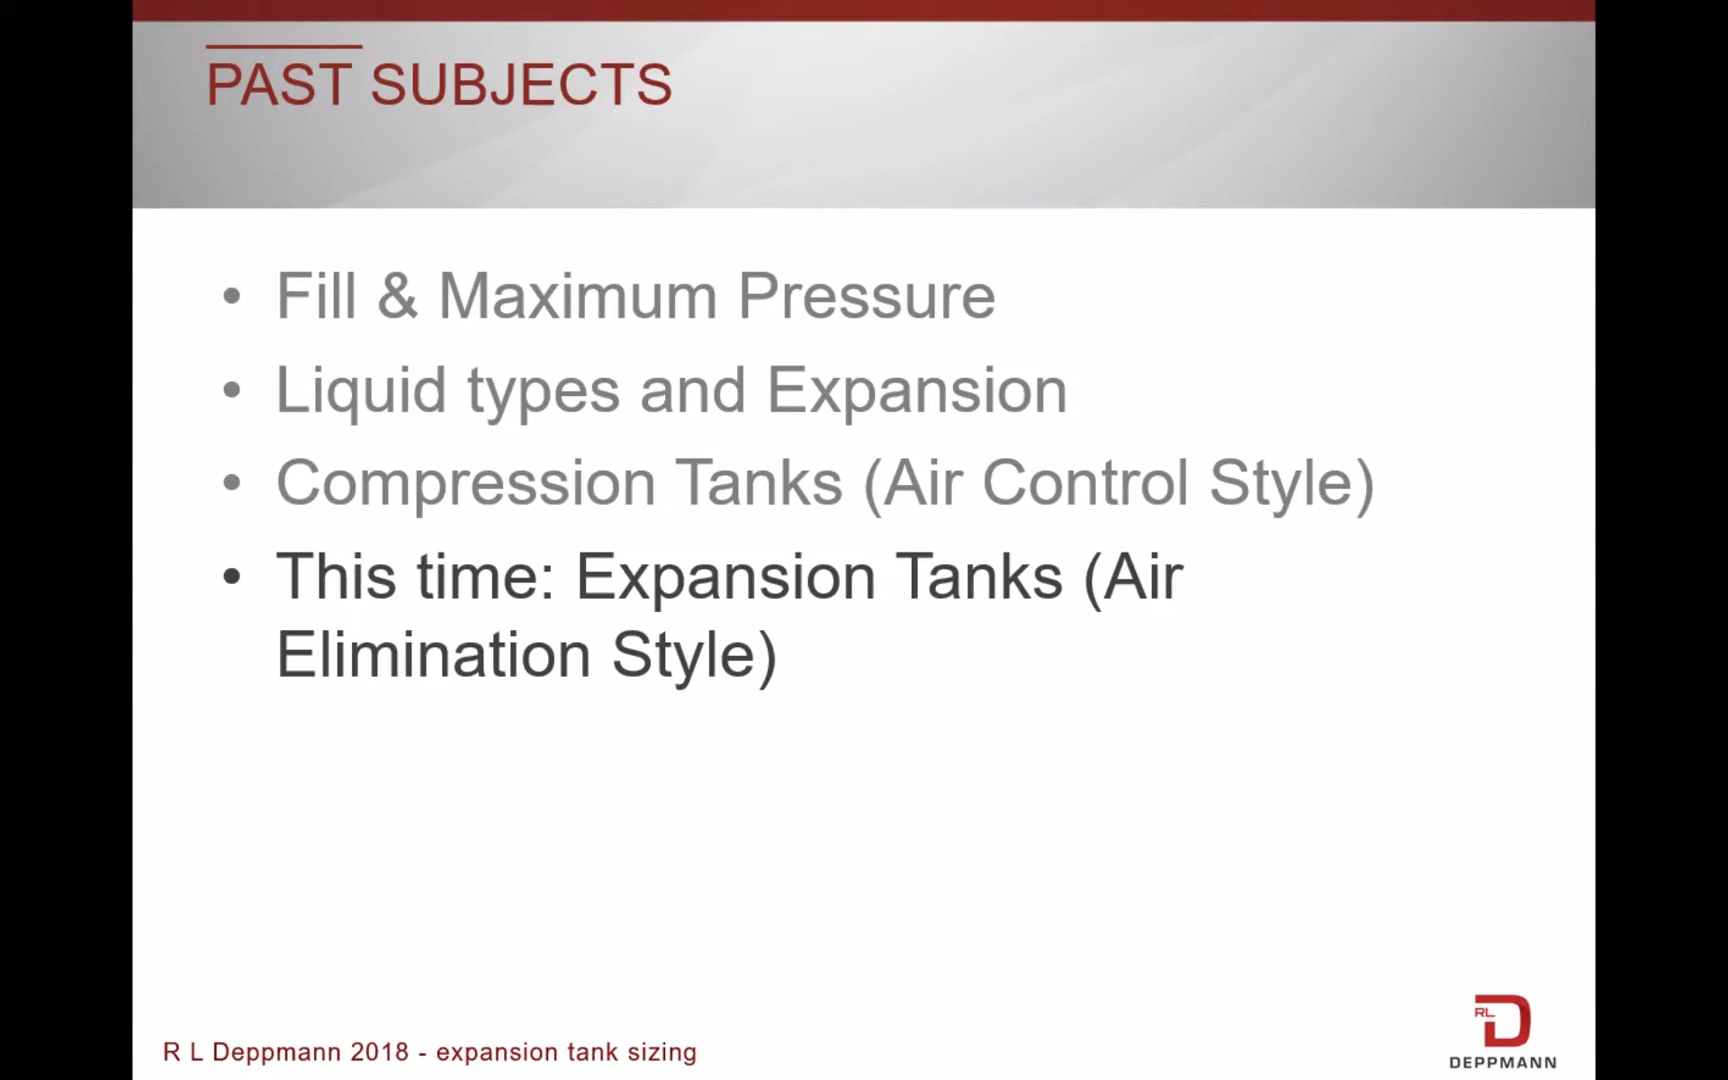 PAST SUBJECTS
• Fill & Maximum Pressure
• Liquid types and Expansion
• Compression Tanks (Air Control Style)
• This time: Expansion Tanks (Air
Elimination Style)
R L Deppmann 2018 - expansion tank sizing
RL
DEPPMANN